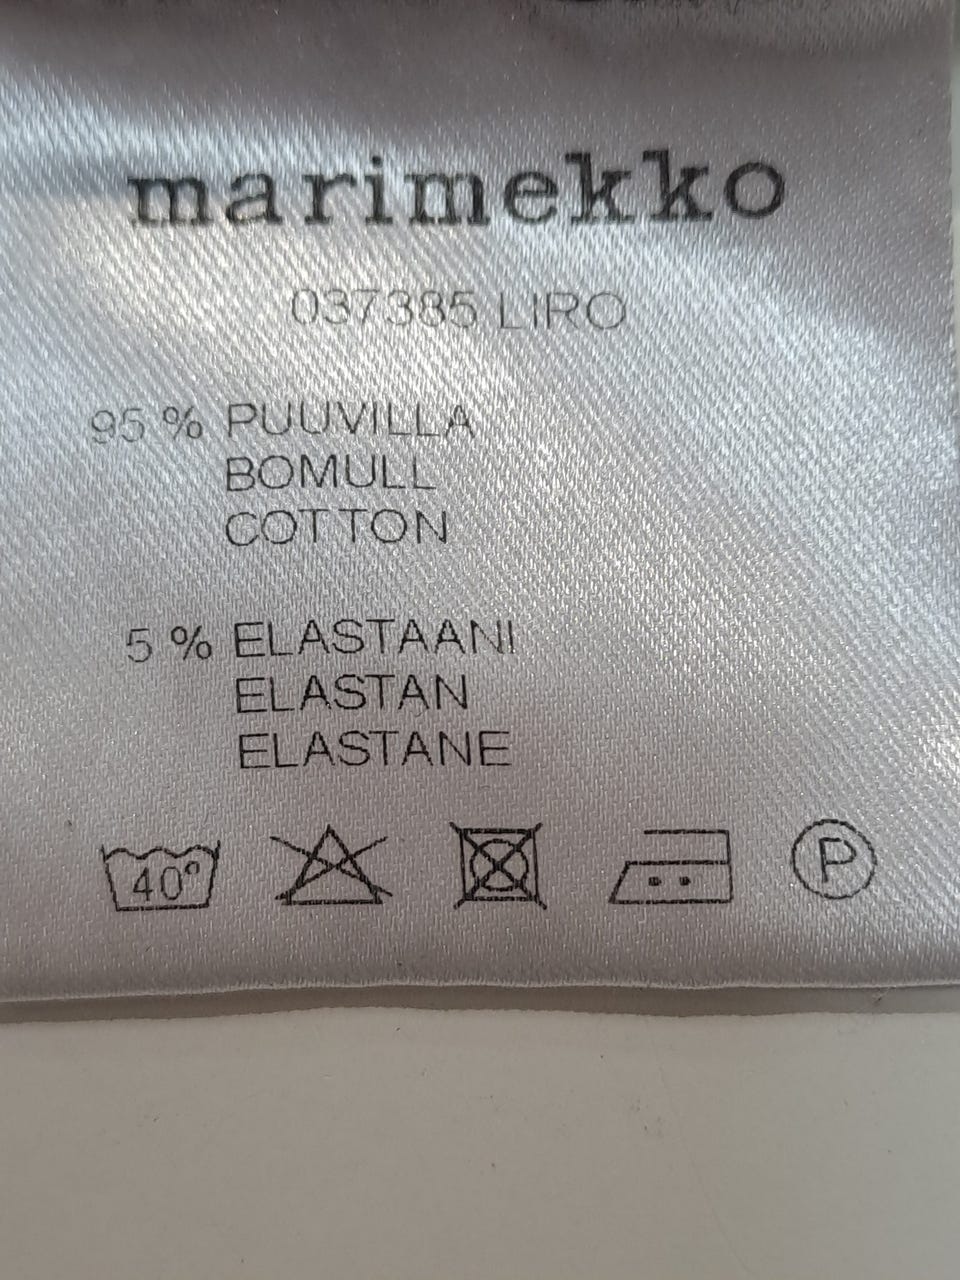 marimekko
037385 LIRO
95 % PUUVILLA
BOMULL
COTTON
5 % ELASTAANI
ELASTAN
ELASTANE
40° P